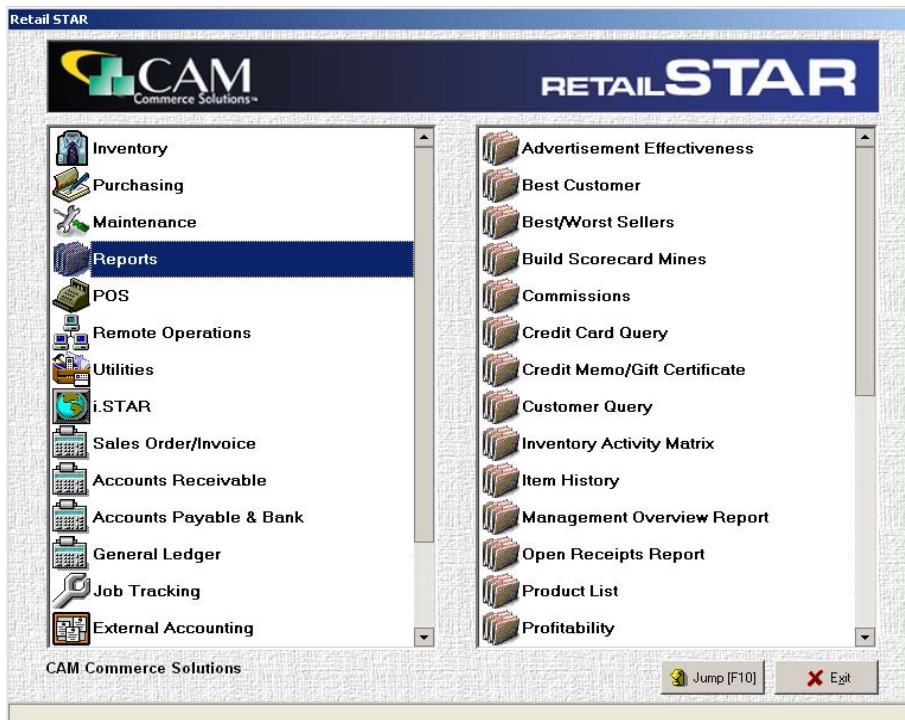 Retail STAR
CAM
Commerce Solutions™
RETAIL STAR
Inventory
Purchasing
Maintenance
Reports
POS
Remote Operations
Utilities
i.STAR
Sales Order/Invoice
Accounts Receivable
Accounts Payable & Bank
General Ledger
Job Tracking
External Accounting
Advertisement Effectiveness
Best Customer
Best/Worst Sellers
Build Scorecard Mines
Commissions
Credit Card Query
Credit Memo/Gift Certificate
Customer Query
Inventory Activity Matrix
Item History
Management Overview Report
Open Receipts Report
Product List
Profitability
CAM Commerce Solutions
Jump [F10]
Exit